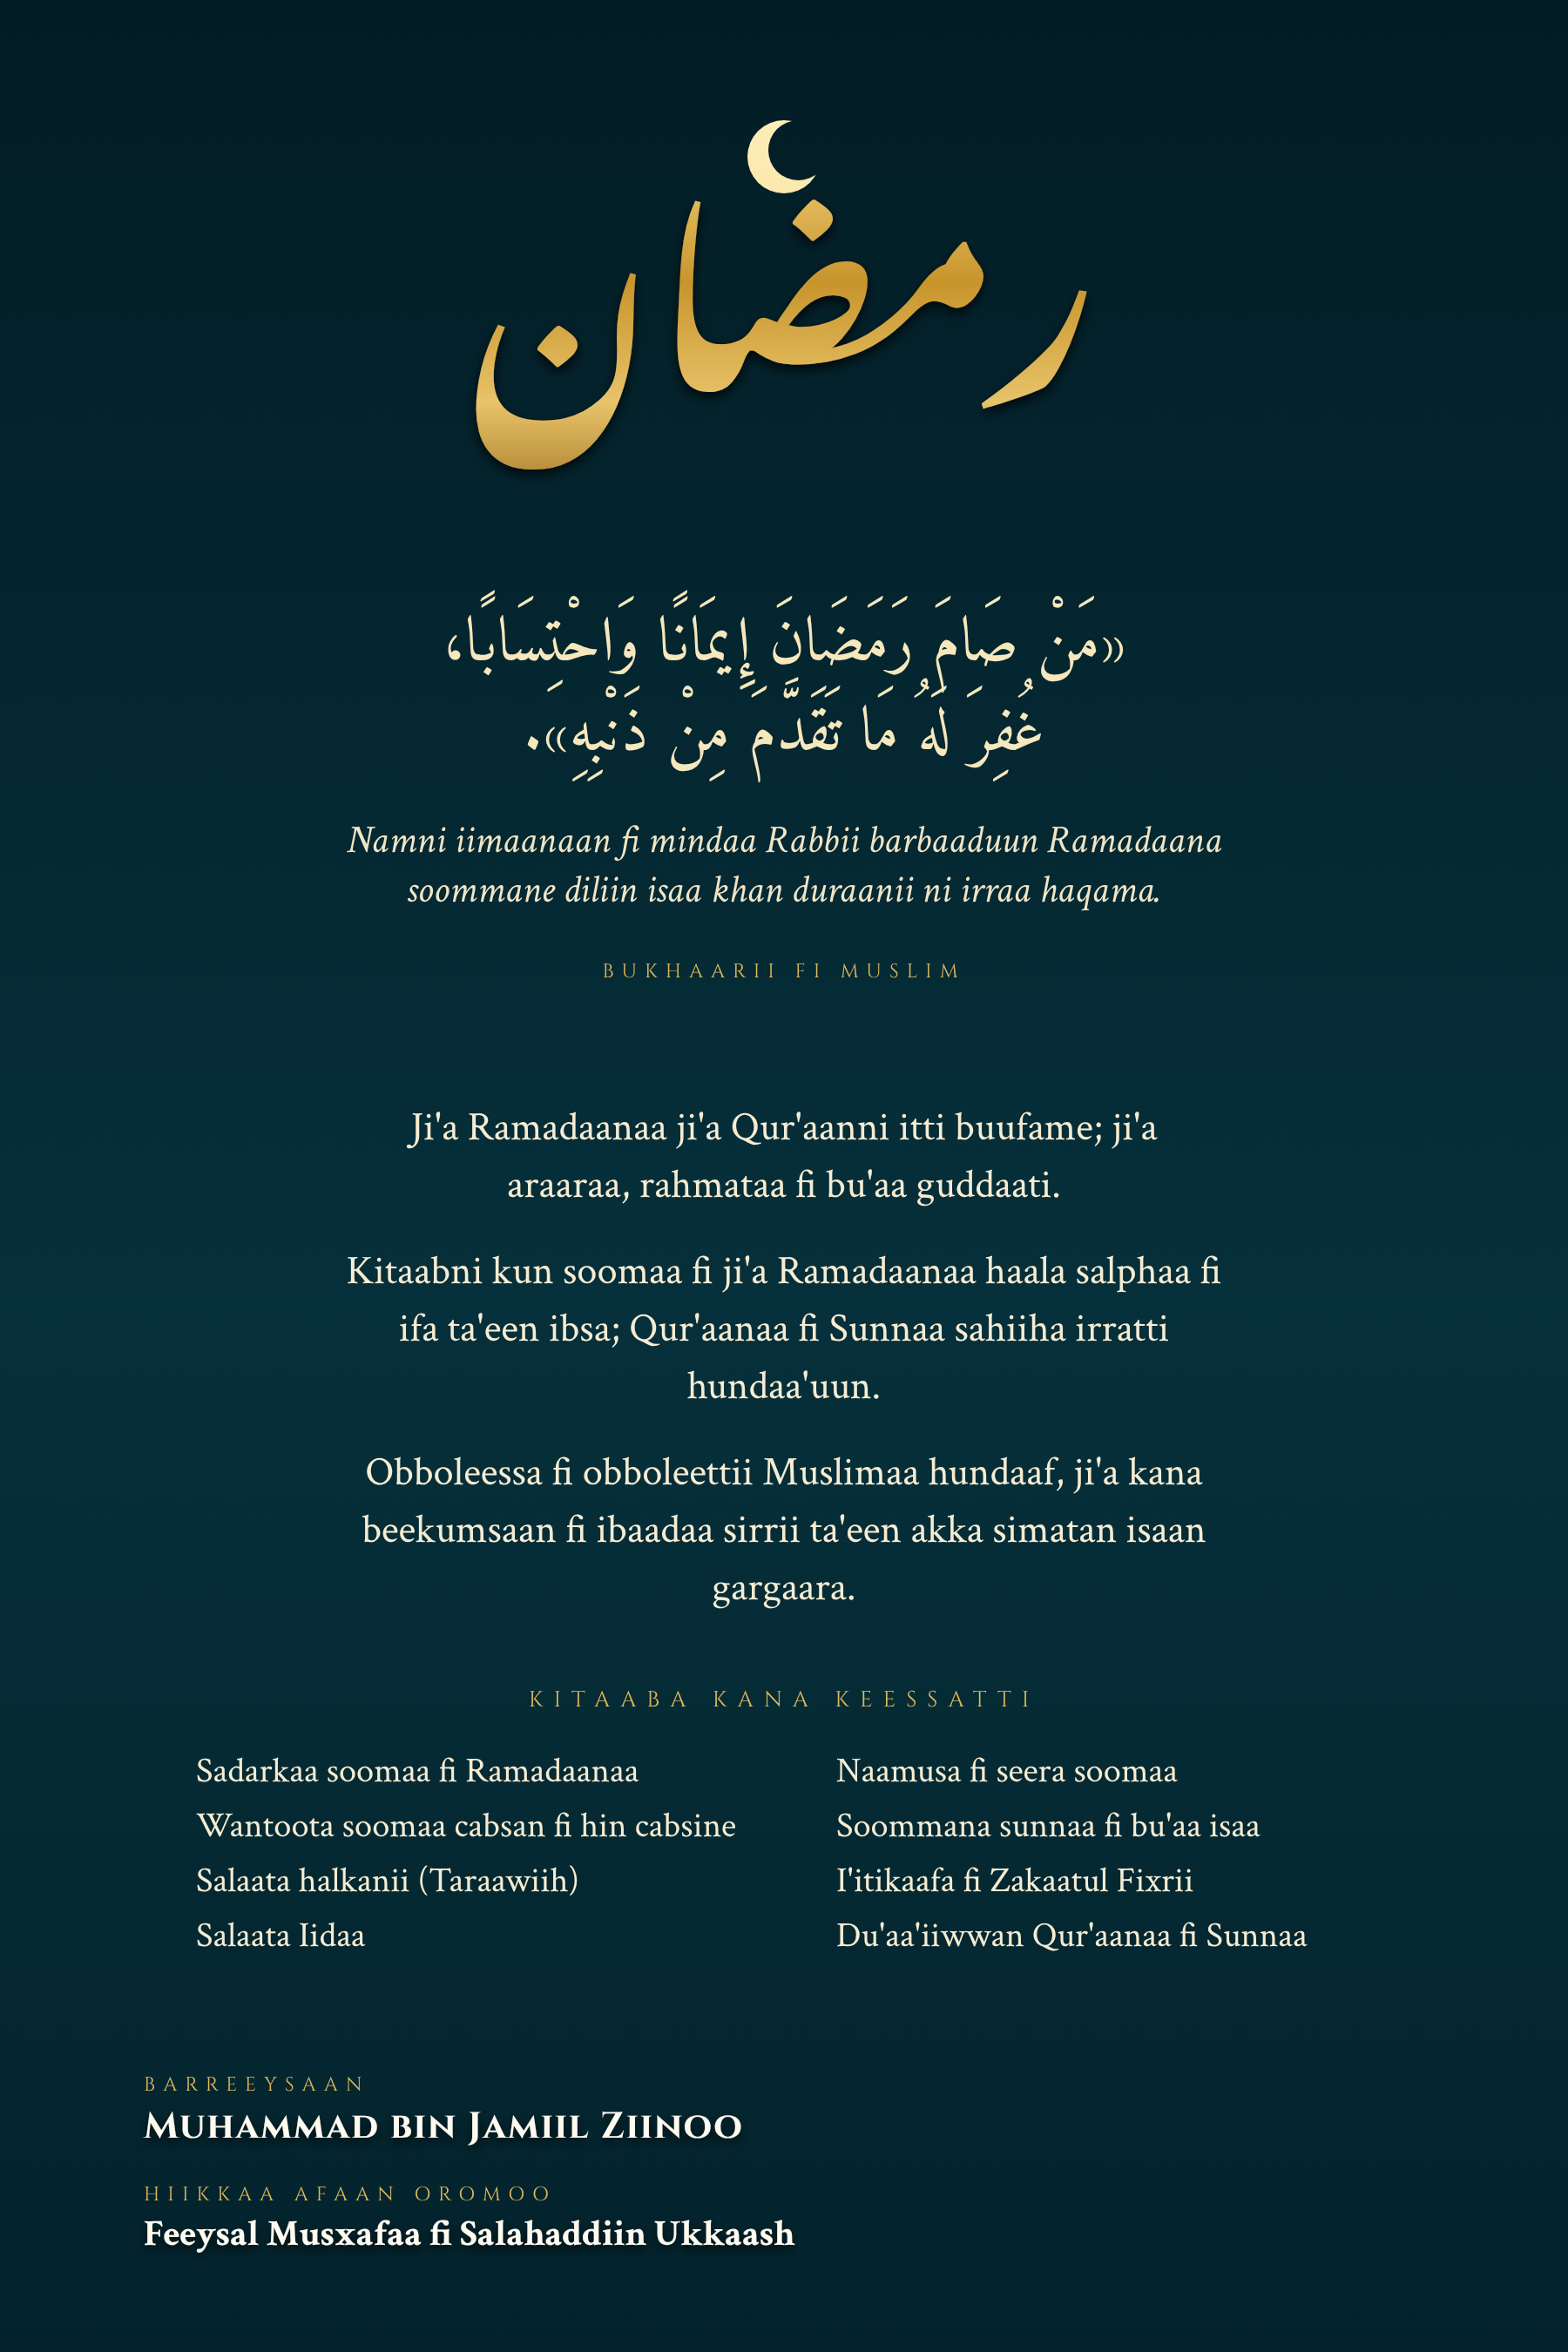 رمضان
«مَنْ صَامَ رَمَضَانَ إِيمَانًا وَاحْتِسَابًا،
غُفِرَ لَهُ مَا تَقَدَّمَ مِنْ ذَنْبِهِ».
Namni iimaanaan fi mindaa Rabbii barbaaduun Ramadaana
soommane diliin isaa khan duraanii ni irraa haqama.
BUKHAARII FI MUSLIM
Ji'a Ramadaanaa ji'a Qur'aanni itti buufame; ji'a
araaraa, rahmataa fi bu'aa guddaati.
Kitaabni kun soomaa fi ji'a Ramadaanaa haala salphaa fi
ifa ta'een ibsa; Qur'aanaa fi Sunnaa sahiiha irratti
hundaa'uun.
Obboleessa fi obboleettii Muslimaa hundaaf, ji'a kana
beekumsaan fi ibaadaa sirrii ta'een akka simatan isaan
gargaara.
KITAABA KANA KEESSATTI
Sadarkaa soomaa fi Ramadaanaa
Wantoota soomaa cabsan fi hin cabsine
Salaata halkanii (Taraawiih)
Salaata Iidaa
Naamusa fi seera soomaa
Soommana sunnaa fi bu'aa isaa
I'itikaafa fi Zakaatul Fixrii
Du'aa'iiwwan Qur'aanaa fi Sunnaa
BARREEYSAAN
Muhammad bin Jamiil Ziinoo
HIIKKAA AFAAN OROMOO
Feeysal Musxafaa fi Salahaddiin Ukkaash